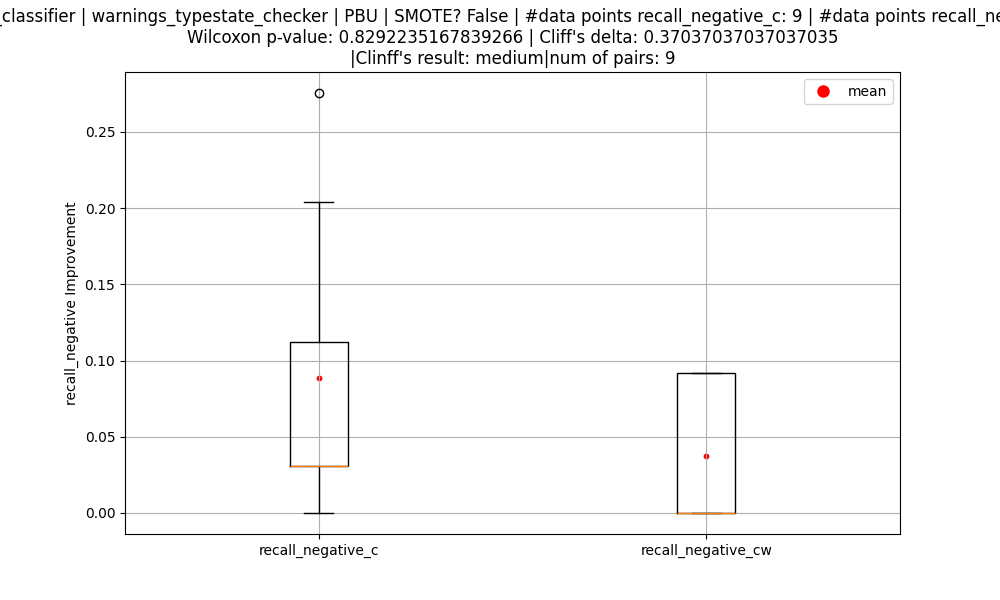 _classifier | warnings_typestate_checker | PBU | SMOTE? False | #data points recall_negative_c: 9 | #data points recall_ne
Wilcoxon p-value: 0.8292235167839266 | Cliff's delta: 0.37037037037037035
|Clinff's result: medium|num of pairs: 9
mean
0.25
0.20
0.15
0.10
0.05
0.00
recall_negative Improvement
recall_negative_c
recall_negative_cw